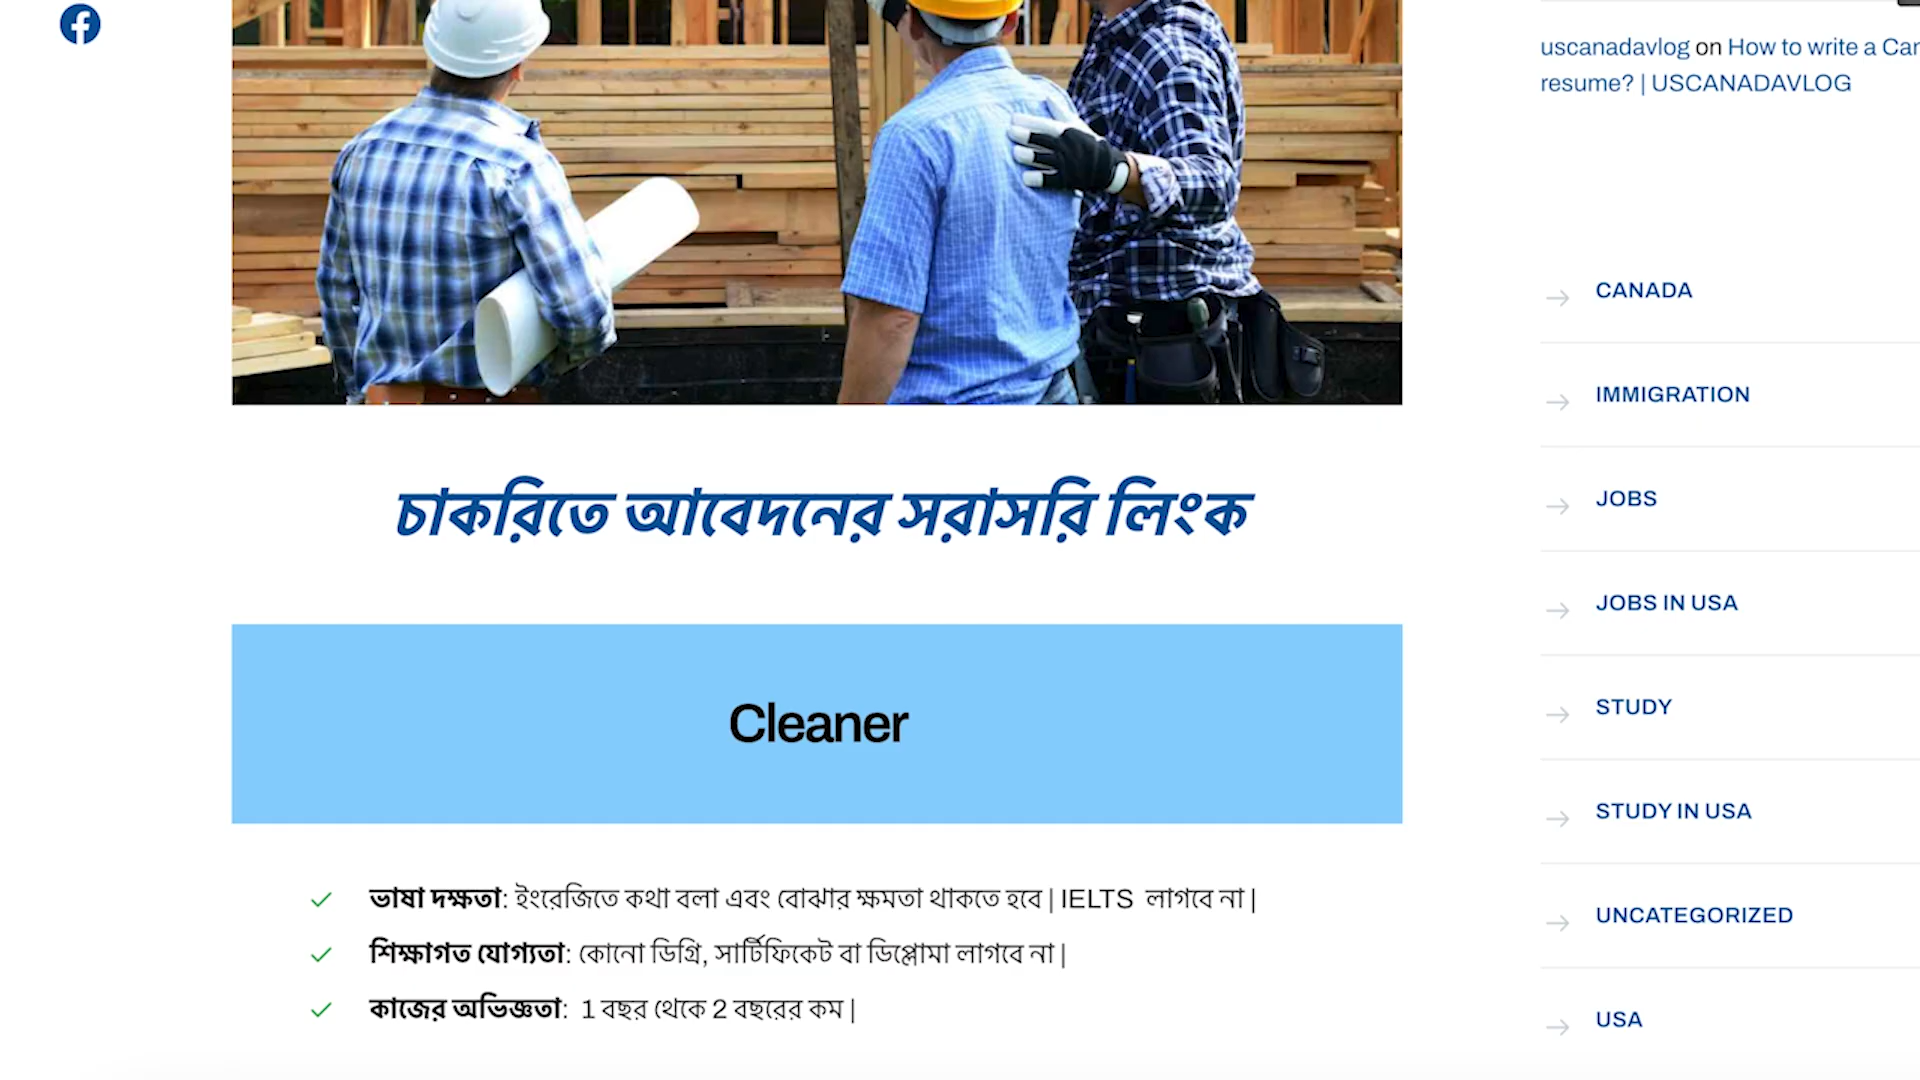 uscanadavlog on How to write a
resume? | USCANADAVLOG
CANADA
IMMIGRATION
JOBS
JOBS IN USA
STUDY
STUDY IN USA
UNCATEGORIZED
USA
চাকরিতে আবেদনের সরাসরি লিংক
Cleaner
ভাষা দক্ষতা: ইংরেজিতে কথা বলা এবং বোঝার ক্ষমতা থাকতে হবে | IELTS লাগবে না |
শিক্ষাগত যোগ্যতা: কোনো ডিগ্রি, সার্টিফিকেট বা ডিপ্লোমা লাগবে না |
কাজের অভিজ্ঞতা: 1 বছর থেকে 2 বছরের কম |